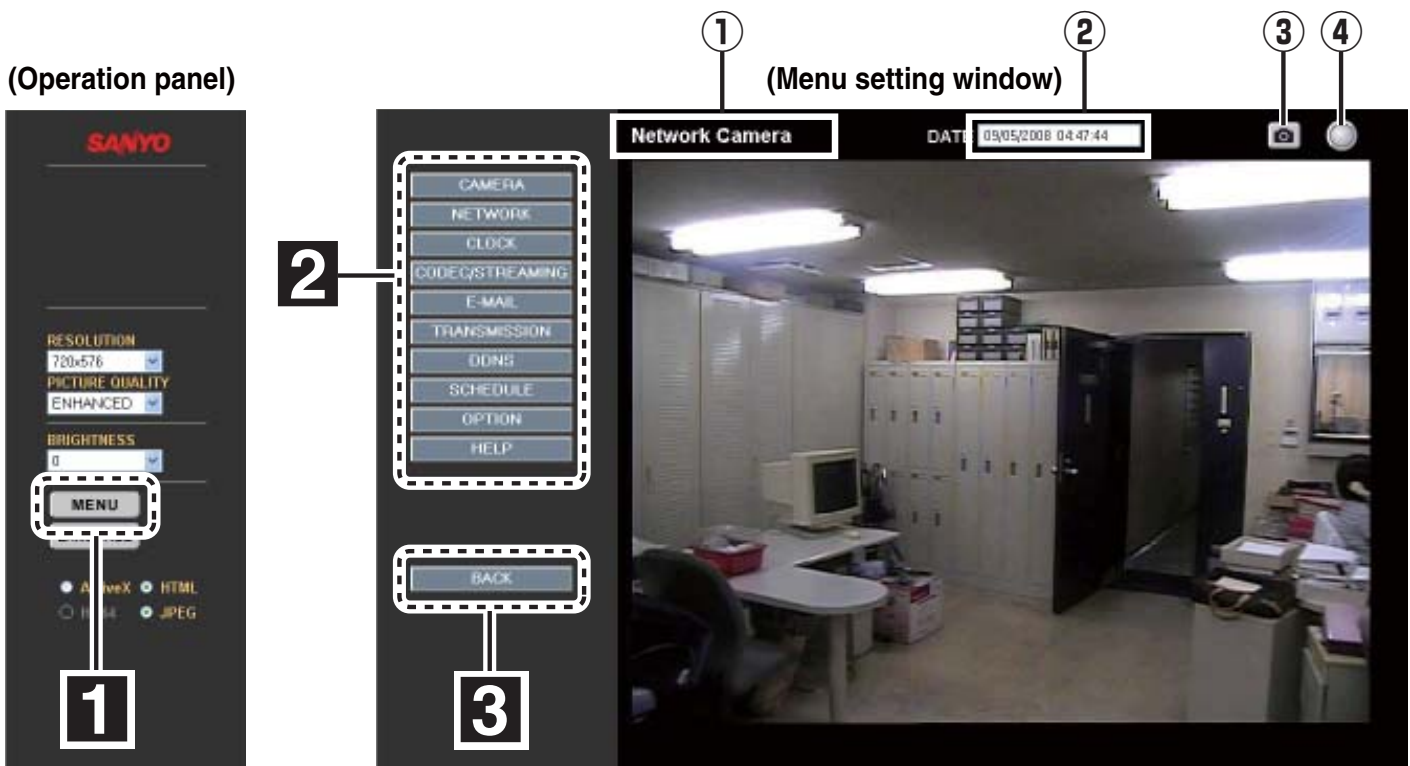 ① ② ③ ④
(Operation panel)
(Menu setting window)
SANYO
RESOLUTION
720x576
PICTURE QUALITY
ENHANCED
BRIGHTNESS
0
MENU
HTML
JPEG
1
2
CAMERA
NETWORK
CLOCK
CODEC/STREAMING
E-MAIL
TRANSMISSION
DDNS
SCHEDULE
OPTION
HELP
BACK
3
Network Camera
DATE 09/05/2008 04:47:44